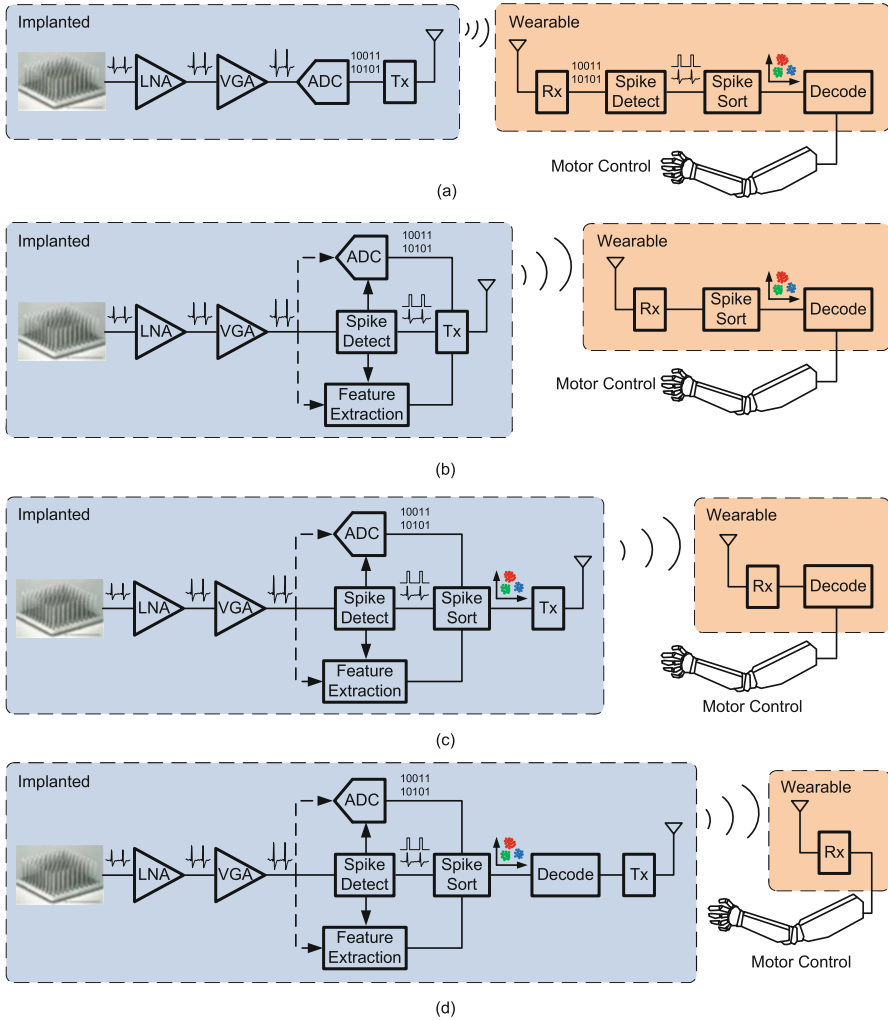 Implanted
LNA
VGA
ADC
10011
10101
Tx
Wearable
Rx
10011
10101
Spike
Detect
Spike
Sort
Decode
Motor Control
(a)
Implanted
LNA
VGA
ADC
10011
10101
Spike
Detect
Tx
Feature
Extraction
Wearable
Rx
Spike
Sort
Decode
Motor Control
(b)
Implanted
LNA
VGA
ADC
10011
10101
Spike
Detect
Spike
Sort
Tx
Feature
Extraction
Wearable
Rx
Decode
Motor Control
(c)
Implanted
LNA
VGA
ADC
10011
10101
Spike
Detect
Spike
Sort
Decode
Tx
Feature
Extraction
Wearable
Rx
Motor Control
(d)